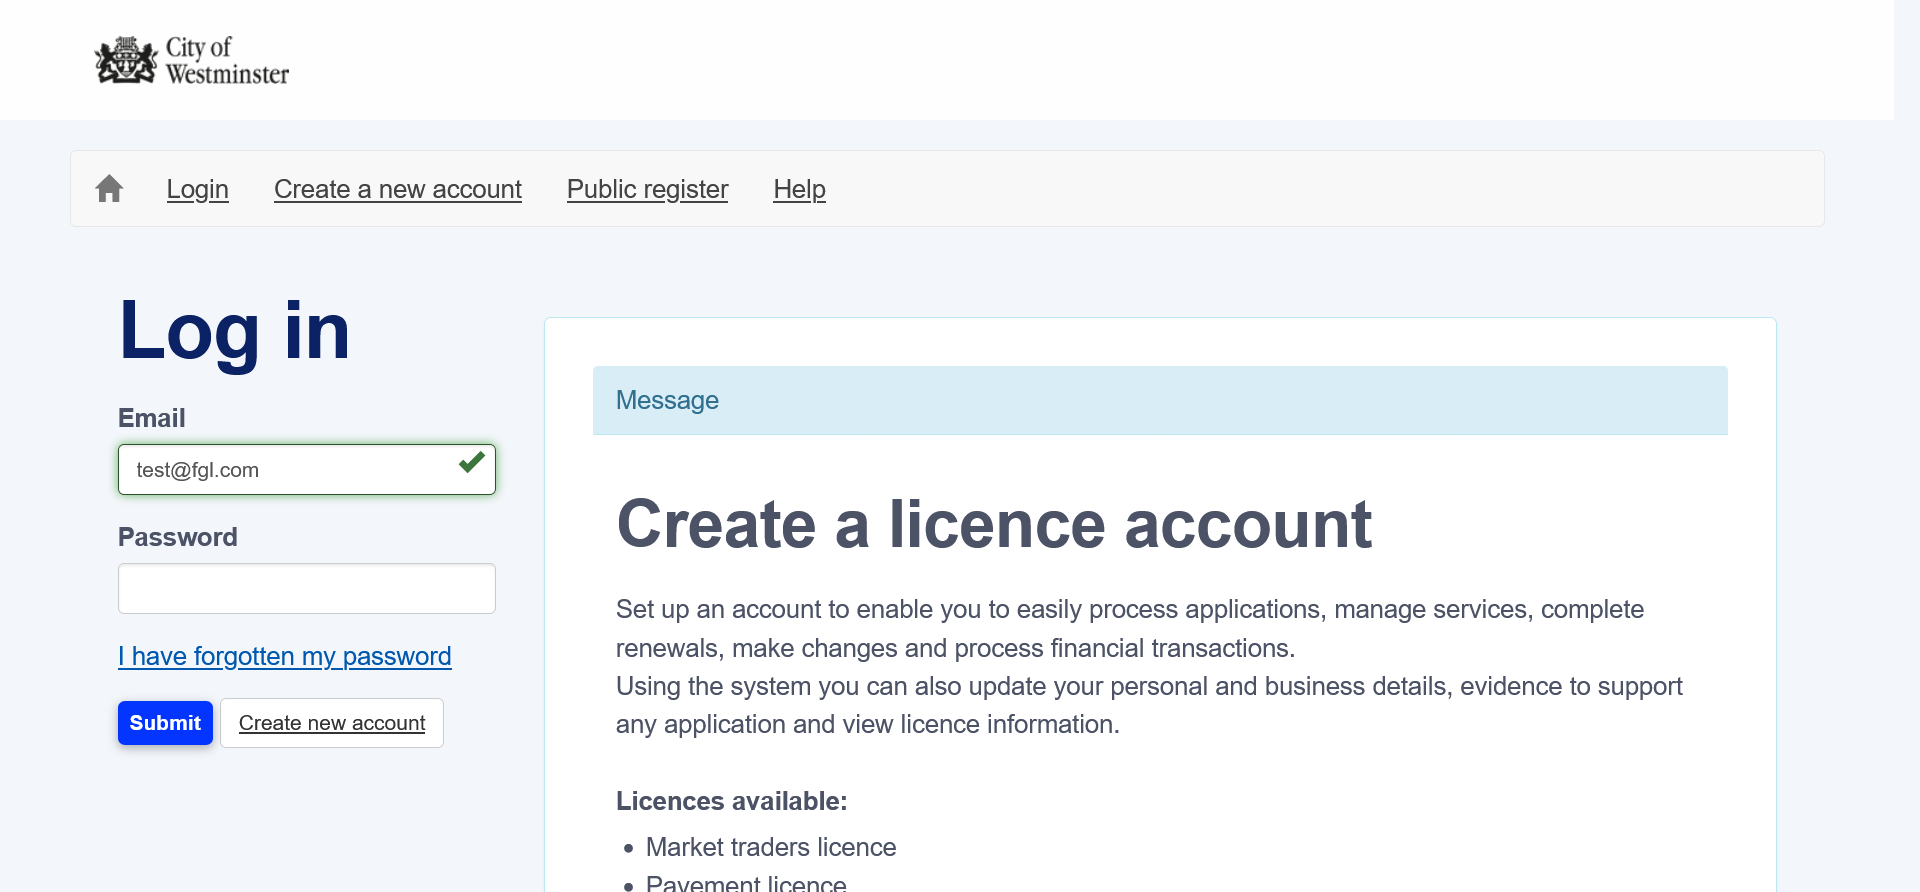 City of
Westminster
Login
Create a new account
Public register
Help
Log in
Email
test@fgl.com
Password
I have forgotten my password
Submit
Create new account
Message
Create a licence account
Set up an account to enable you to easily process applications, manage services, complete
renewals, make changes and process financial transactions.
Using the system you can also update your personal and business details, evidence to support
any application and view licence information.
Licences available:
• Market traders licence
• Pavement licence